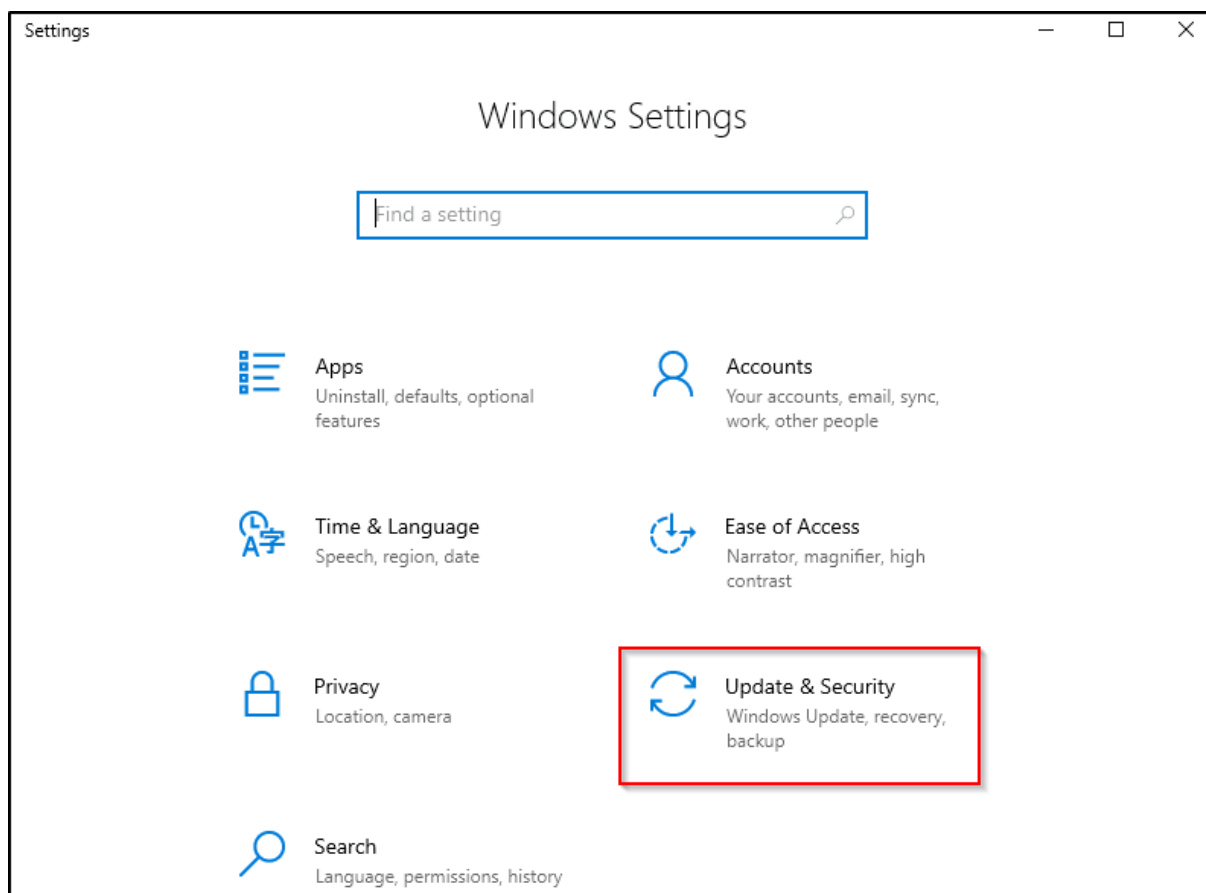 Settings
Windows Settings
Find a setting
Apps
Uninstall, defaults, optional
features
Accounts
Your accounts, email, sync,
work, other people
Time & Language
Speech, region, date
Ease of Access
Narrator, magnifier, high
contrast
Privacy
Location, camera
Update & Security
Windows Update, recovery,
backup
Search
Language, permissions, history